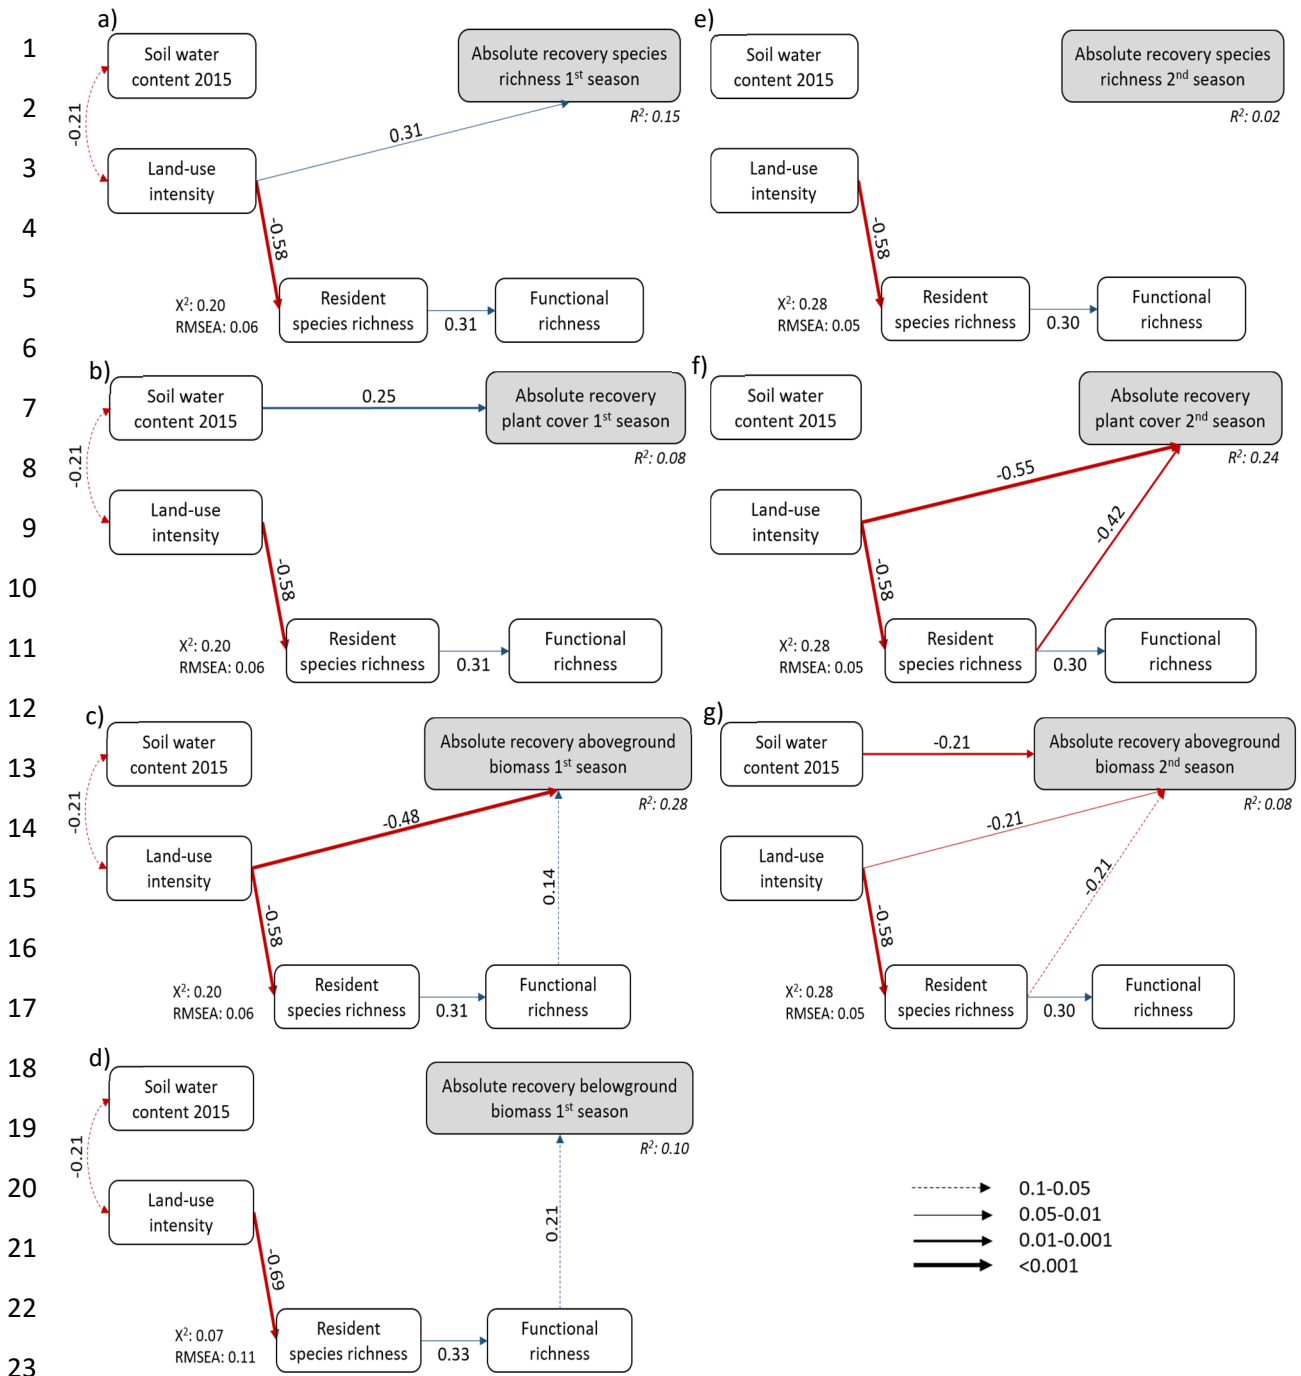 1
2
3
4
5
6
7
8
9
10
11
12
13
14
15
16
17
18
19
20
21
22
23
a)
Soil water
content 2015
Absolute recovery species
richness 1st season
R2: 0.15
-0.21
0.31
Land-use
intensity
-0.58
X2: 0.20
RMSEA: 0.06
Resident
species richness
0.31
Functional
richness
b)
Soil water
content 2015
0.25
Absolute recovery
plant cover 1st season
R2: 0.08
-0.21
Land-use
intensity
-0.58
X2: 0.20
RMSEA: 0.06
Resident
species richness
0.31
Functional
richness
c)
Soil water
content 2015
Absolute recovery aboveground
biomass 1st season
R2: 0.28
-0.21
-0.48
Land-use
intensity
0.14
-0.58
X2: 0.20
RMSEA: 0.06
Resident
species richness
0.31
Functional
richness
d)
Soil water
content 2015
Absolute recovery belowground
biomass 1st season
R2: 0.10
-0.21
Land-use
intensity
0.21
-0.69
X2: 0.07
RMSEA: 0.11
Resident
species richness
0.33
Functional
richness
e)
Soil water
content 2015
Absolute recovery species
richness 2nd season
R2: 0.02
Land-use
intensity
-0.58
X2: 0.28
RMSEA: 0.05
Resident
species richness
0.30
Functional
richness
f)
Soil water
content 2015
Absolute recovery
plant cover 2nd season
R2: 0.24
-0.55
Land-use
intensity
-0.42
-0.58
X2: 0.28
RMSEA: 0.05
Resident
species richness
0.30
Functional
richness
g)
Soil water
content 2015
-0.21
Absolute recovery aboveground
biomass 2nd season
R2: 0.08
-0.21
Land-use
intensity
-0.21
-0.58
X2: 0.28
RMSEA: 0.05
Resident
species richness
0.30
Functional
richness
0.1-0.05
0.05-0.01
0.01-0.001
<0.001